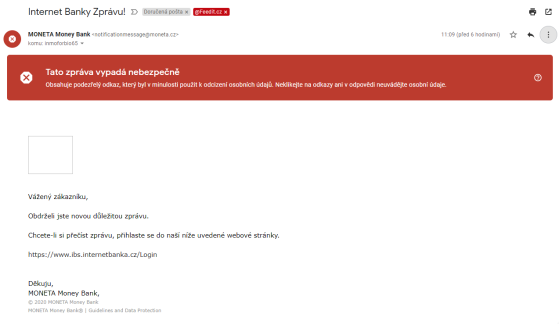 Internet Banky Zprávu! Doručená pošta × @Feedit.cz ×
MONETA Money Bank <notificationmessage@moneta.cz> 11:09 (před 6 hodinami)
komu: inmoforbio65
Tato zpráva vypadá nebezpečně
Obsahuje podezřelý odkaz, který byl v minulosti použit k odcizení osobních údajů. Neklikejte na odkazy ani v odpovědi neuvádějte osobní údaje.
Vážený zákazníku,
Obdrželi jste novou důležitou zprávu.
Chcete-li si přečíst zprávu, přihlaste se do naší níže uvedené webové stránky.
https://www.ibs.internetbanka.cz/Login
Děkuju,
MONETA Money Bank,
© 2020 MONETA Money Bank
MONETA Money Bank® | Guidelines and Data Protection